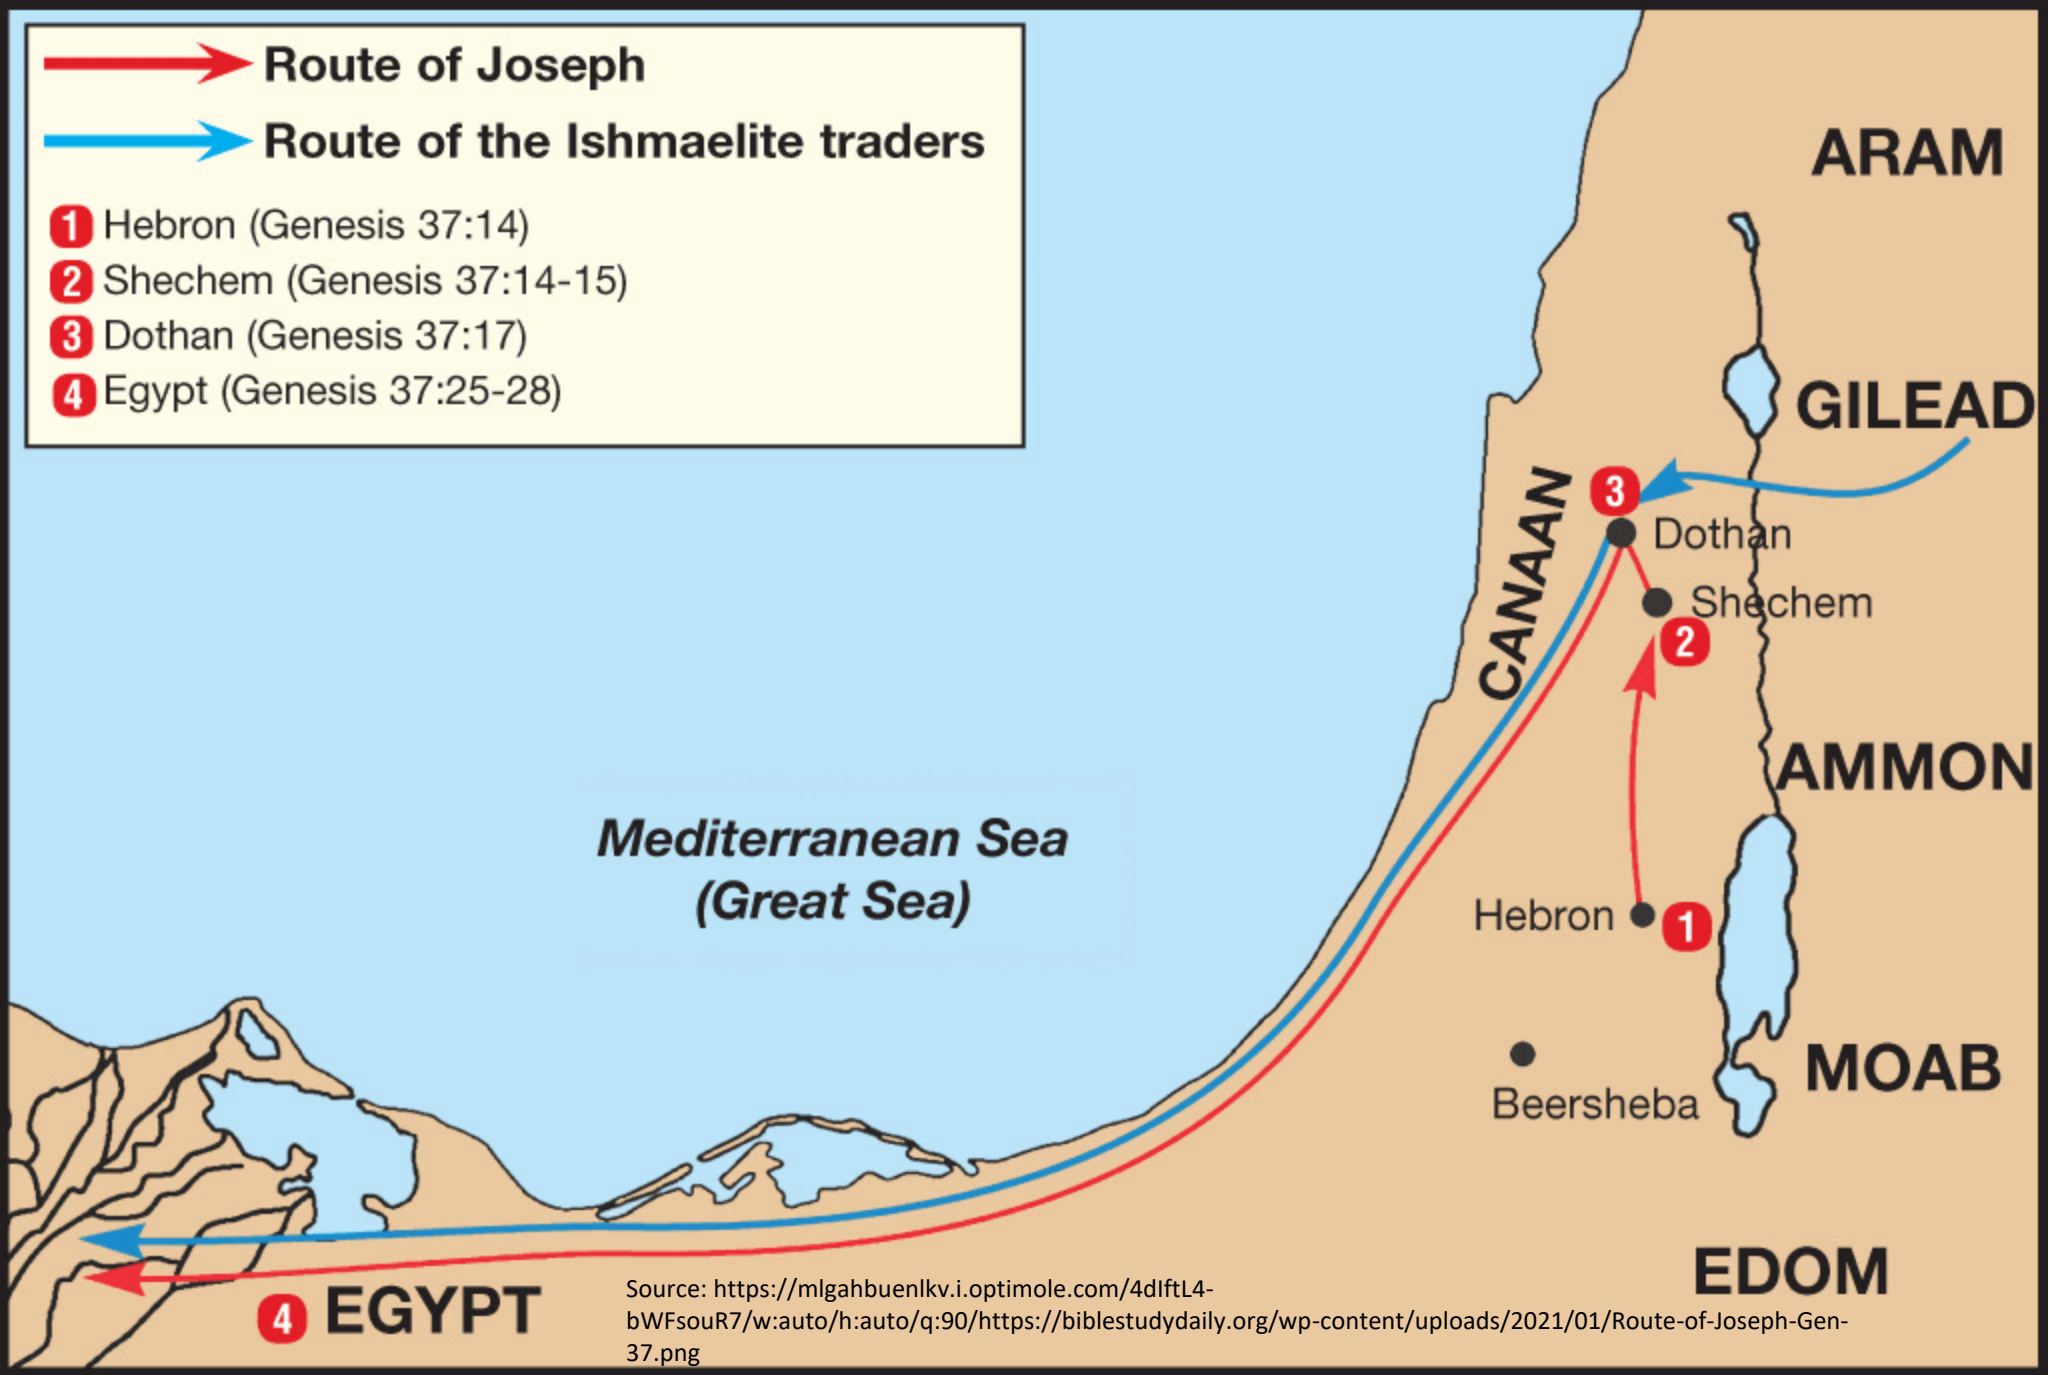 Route of Joseph
Route of the Ishmaelite traders
1 Hebron (Genesis 37:14)
2 Shechem (Genesis 37:14-15)
3 Dothan (Genesis 37:17)
4 Egypt (Genesis 37:25-28)
ARAM
GILEAD
CANAAN
3
Dothan
Shechem
2
AMMON
Mediterranean Sea
(Great Sea)
Hebron
1
Beersheba
MOAB
EDOM
4 EGYPT
Source: https://mlgahbuenlkv.i.optimole.com/4dIftL4-
bWFsouR7/w:auto/h:auto/q:90/https://biblestudydaily.org/wp-content/uploads/2021/01/Route-of-Joseph-Gen-
37.png